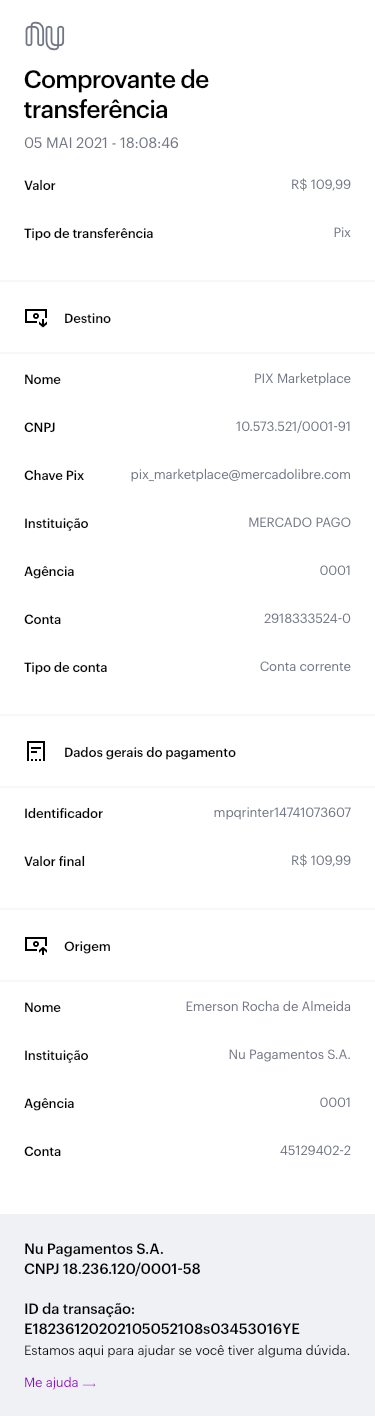 nu
Comprovante de
transferência
05 MAI 2021 - 18:08:46
Valor R$ 109,99
Tipo de transferência Pix
Destino
Nome PIX Marketplace
CNPJ 10.573.521/0001-91
Chave Pix pix_marketplace@mercadolibre.com
Instituição MERCADO PAGO
Agência 0001
Conta 2918333524-0
Tipo de conta Conta corrente
Dados gerais do pagamento
Identificador mpqrinter14741073607
Valor final R$ 109,99
Origem
Nome Emerson Rocha de Almeida
Instituição Nu Pagamentos S.A.
Agência 0001
Conta 45129402-2
Nu Pagamentos S.A.
CNPJ 18.236.120/0001-58
ID da transação:
E18236120202105052108s03453016YE
Estamos aqui para ajudar se você tiver alguma dúvida.
Me ajuda →